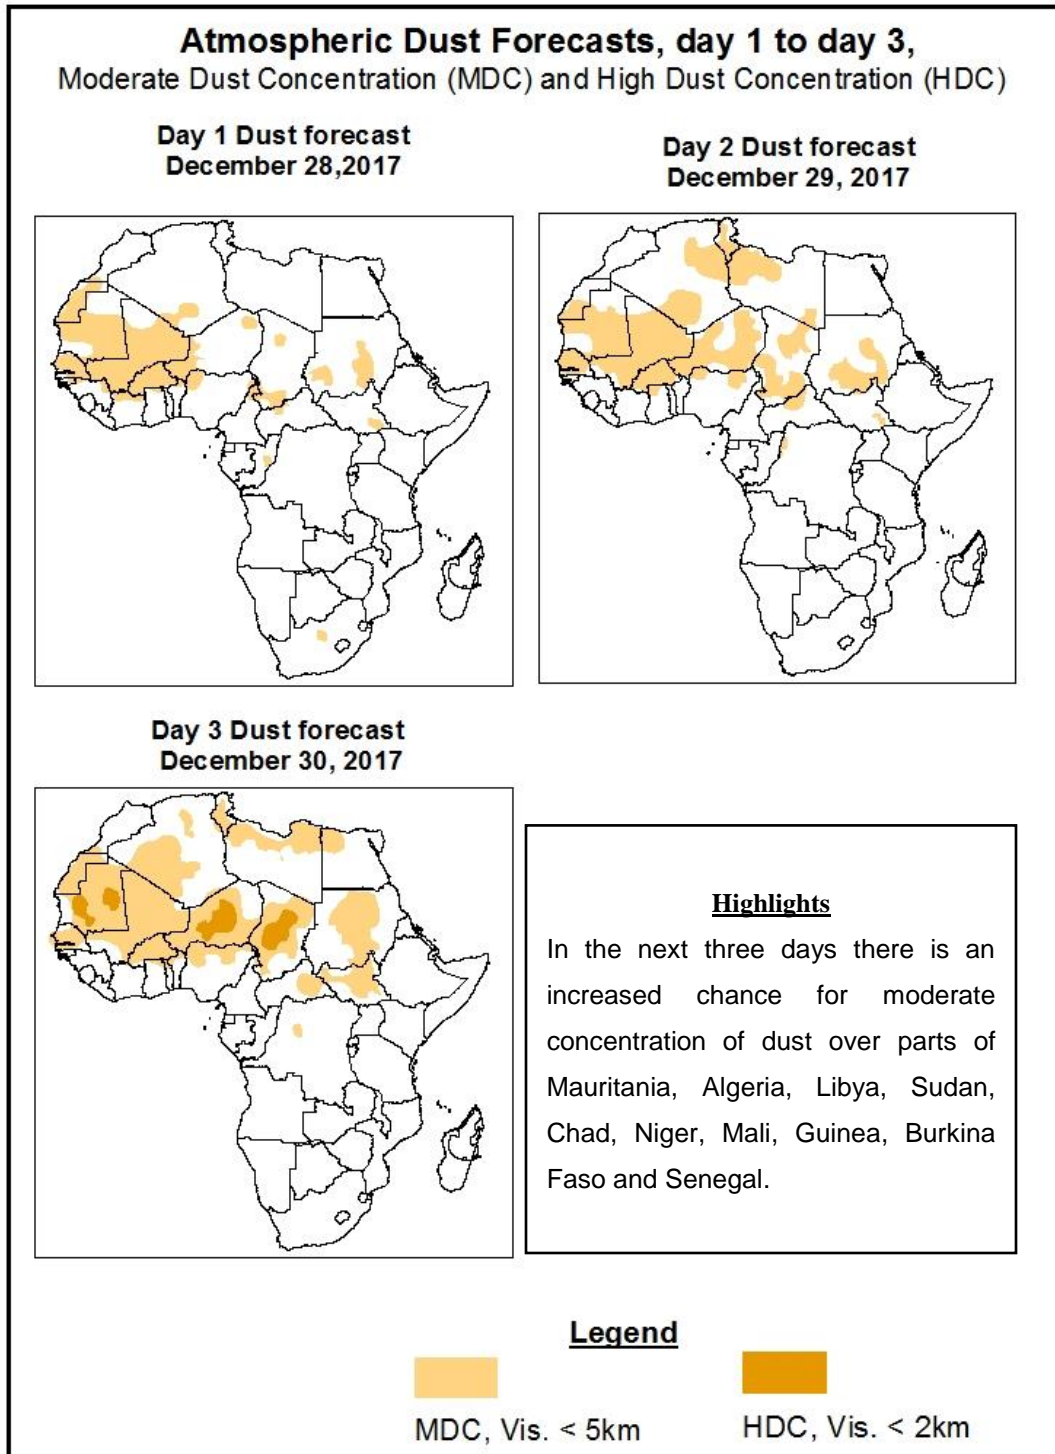 Atmospheric Dust Forecasts, day 1 to day 3,
Moderate Dust Concentration (MDC) and High Dust Concentration (HDC)
Day 1 Dust forecast
December 28,2017
Day 2 Dust forecast
December 29, 2017
Day 3 Dust forecast
December 30, 2017
Highlights
In the next three days there is an
increased chance for moderate
concentration of dust over parts of
Mauritania, Algeria, Libya, Sudan,
Chad, Niger, Mali, Guinea, Burkina
Faso and Senegal.
Legend
MDC, Vis. < 5km
HDC, Vis. < 2km